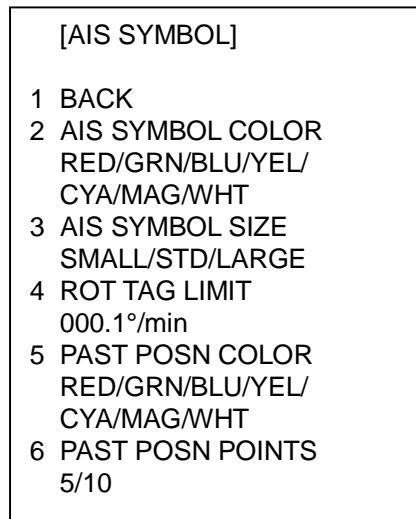 [AIS SYMBOL]
1 BACK
2 AIS SYMBOL COLOR
RED/GRN/BLU/YEL/
CYA/MAG/WHT
3 AIS SYMBOL SIZE
SMALL/STD/LARGE
4 ROT TAG LIMIT
000.1°/min
5 PAST POSN COLOR
RED/GRN/BLU/YEL/
CYA/MAG/WHT
6 PAST POSN POINTS
5/10